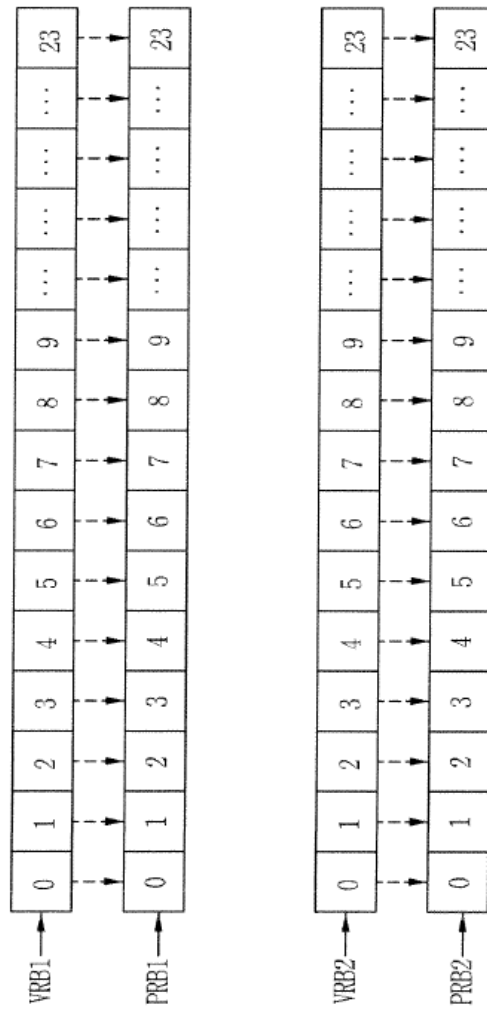 VRB1 0 1 2 3 4 5 6 7 8 9 ... ... ... ... 23
PRB1 0 1 2 3 4 5 6 7 8 9 ... ... ... ... 23
VRB2 0 1 2 3 4 5 6 7 8 9 ... ... ... ... 23
PRB2 0 1 2 3 4 5 6 7 8 9 ... ... ... ... 23